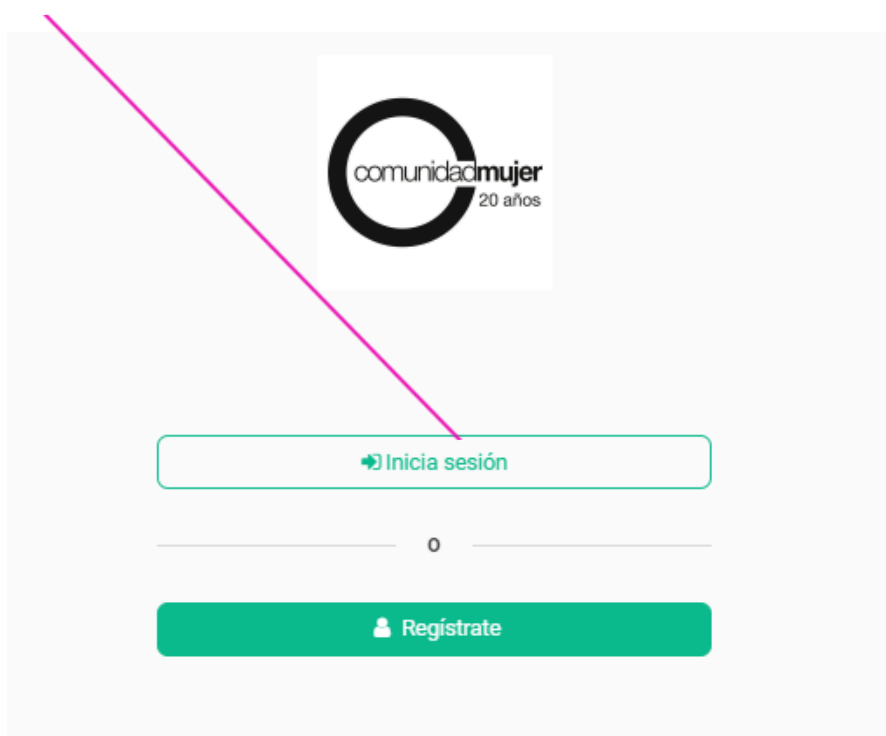 comunidadmujer
20 años
Inicia sesión
O
Regístrate